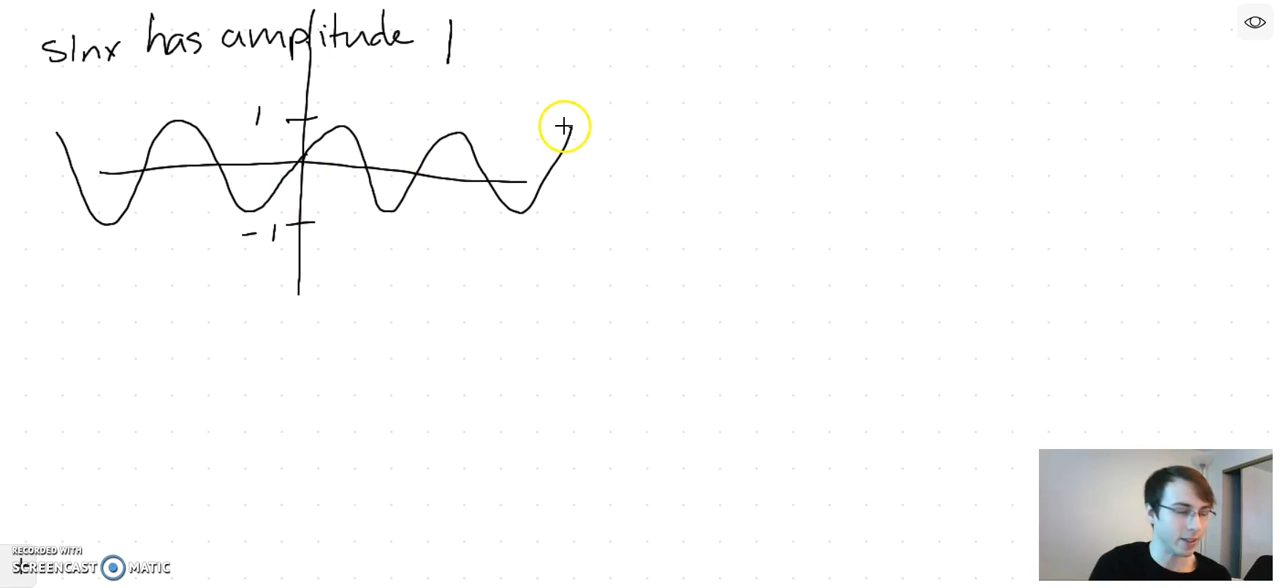 sinx has amplitude 1
1
-1
RECORDED WITH
SCREENCAST MATIC